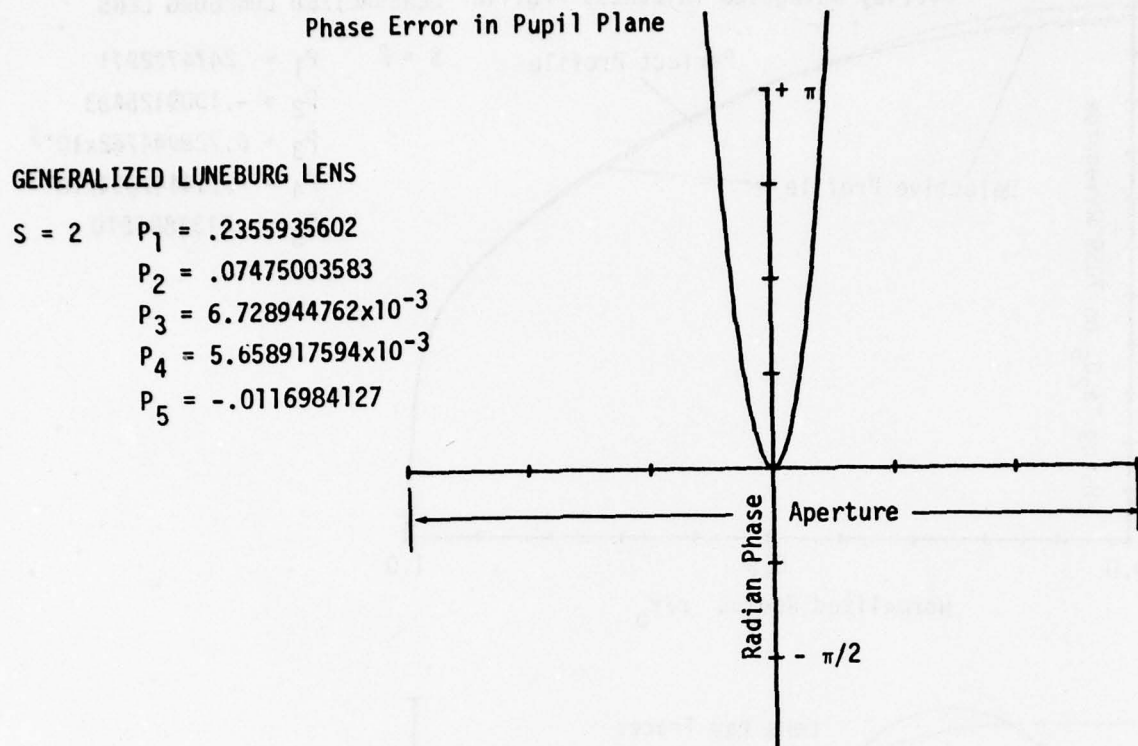 Phase Error in Pupil Plane
+ π
GENERALIZED LUNEBURG LENS
S = 2 P1 = .2355935602
P2 = .07475003583
P3 = 6.728944762x10⁻³
P4 = 5.658917594x10⁻³
P5 = -.0116984127
Aperture
Radian Phase
- π/2